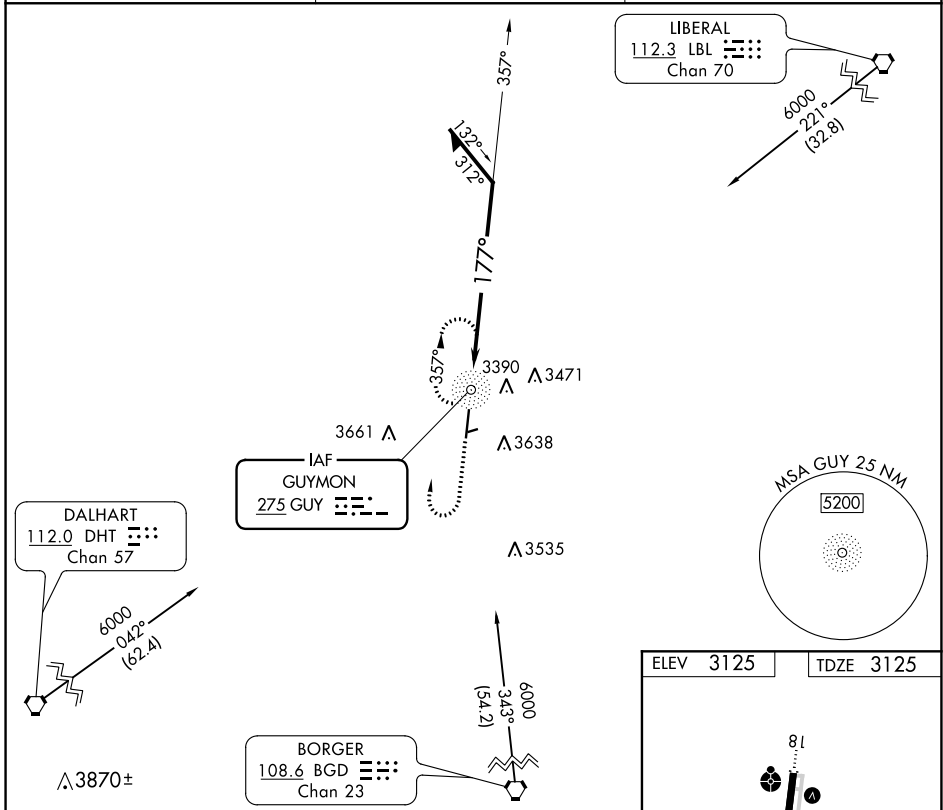 LIBERAL
112.3 LBL
Chan 70
6000
221°
(32.8)
357°
132°
312°
177°
357°
3390
3471
3661
3638
IAF
GUYMON
275 GUY
MSA GUY 25 NM
5200
DALHART
112.0 DHT
Chan 57
3535
6000
042°
(62.4)
6000
343°
(54.2)
ELEV 3125
TDZE 3125
18
BORGER
108.6 BGD
Chan 23
3870±